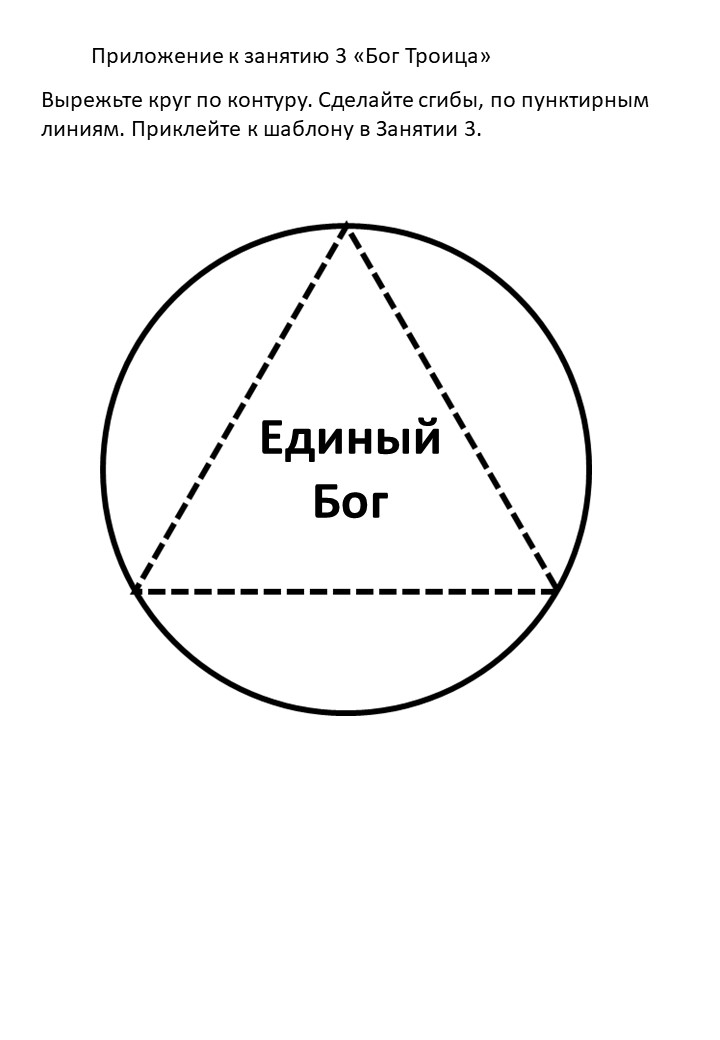 Приложение к занятию 3 «Бог Троица»
Вырежьте круг по контуру. Сделайте сгибы, по пунктирным
линиям. Приклейте к шаблону в Занятии 3.
Единый
Бог